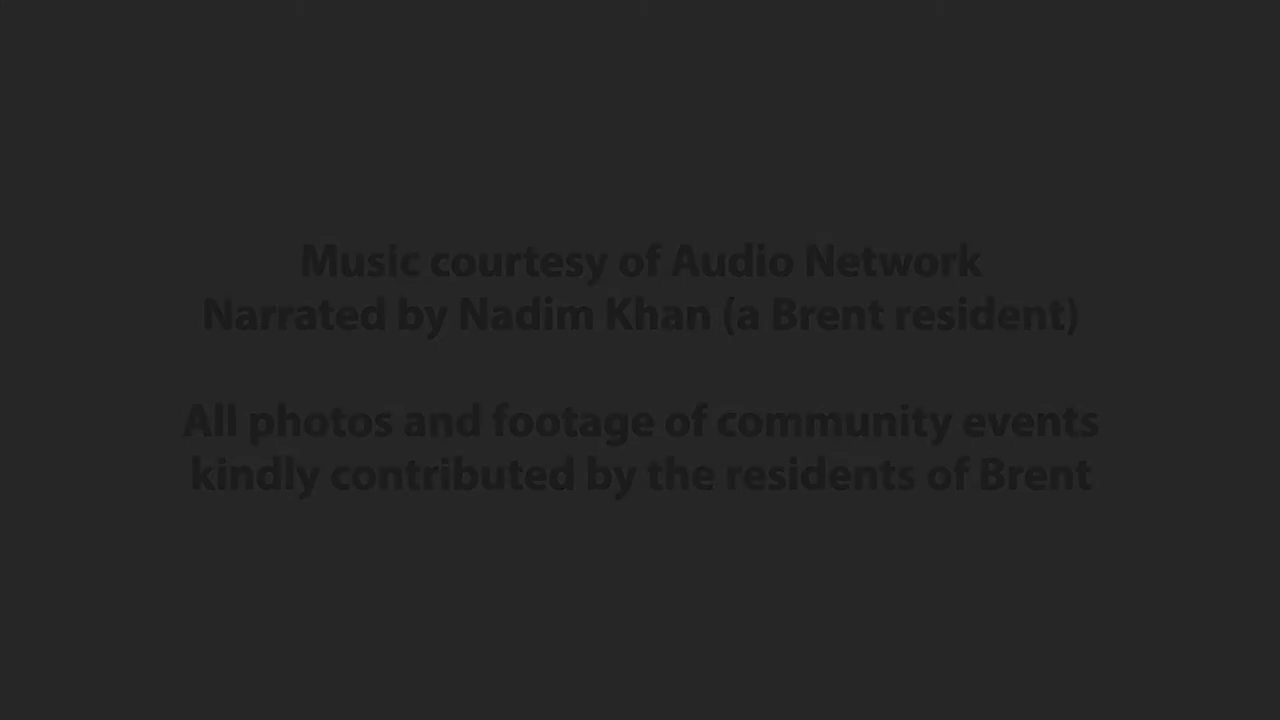 Music courtesy of Audio Network
Narrated by Nadim Khan (a Brent resident)
All photos and footage of community events
kindly contributed by the residents of Brent